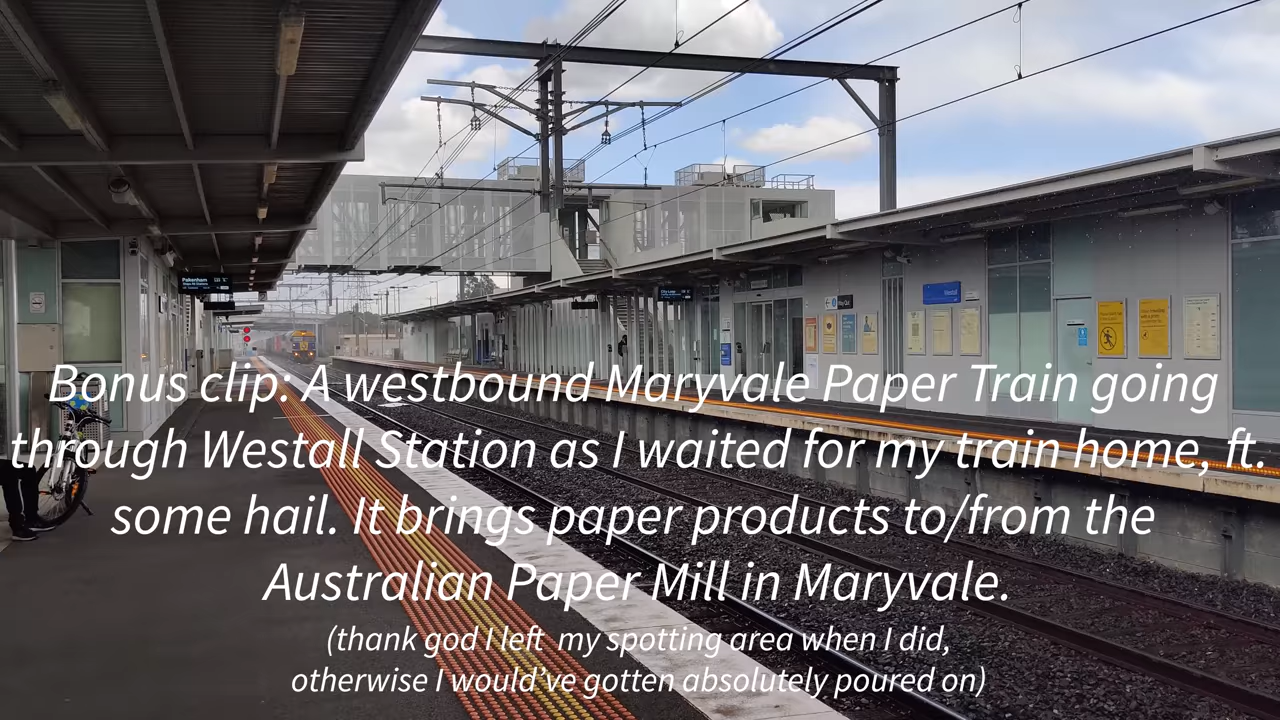 Pakenham
Westall
Bonus clip: A westbound Maryvale Paper Train going
through Westall Station as I waited for my train home, ft.
some hail. It brings paper products to/from the
Australian Paper Mill in Maryvale.
(thank god I left my spotting area when I did,
otherwise I would've gotten absolutely poured on)